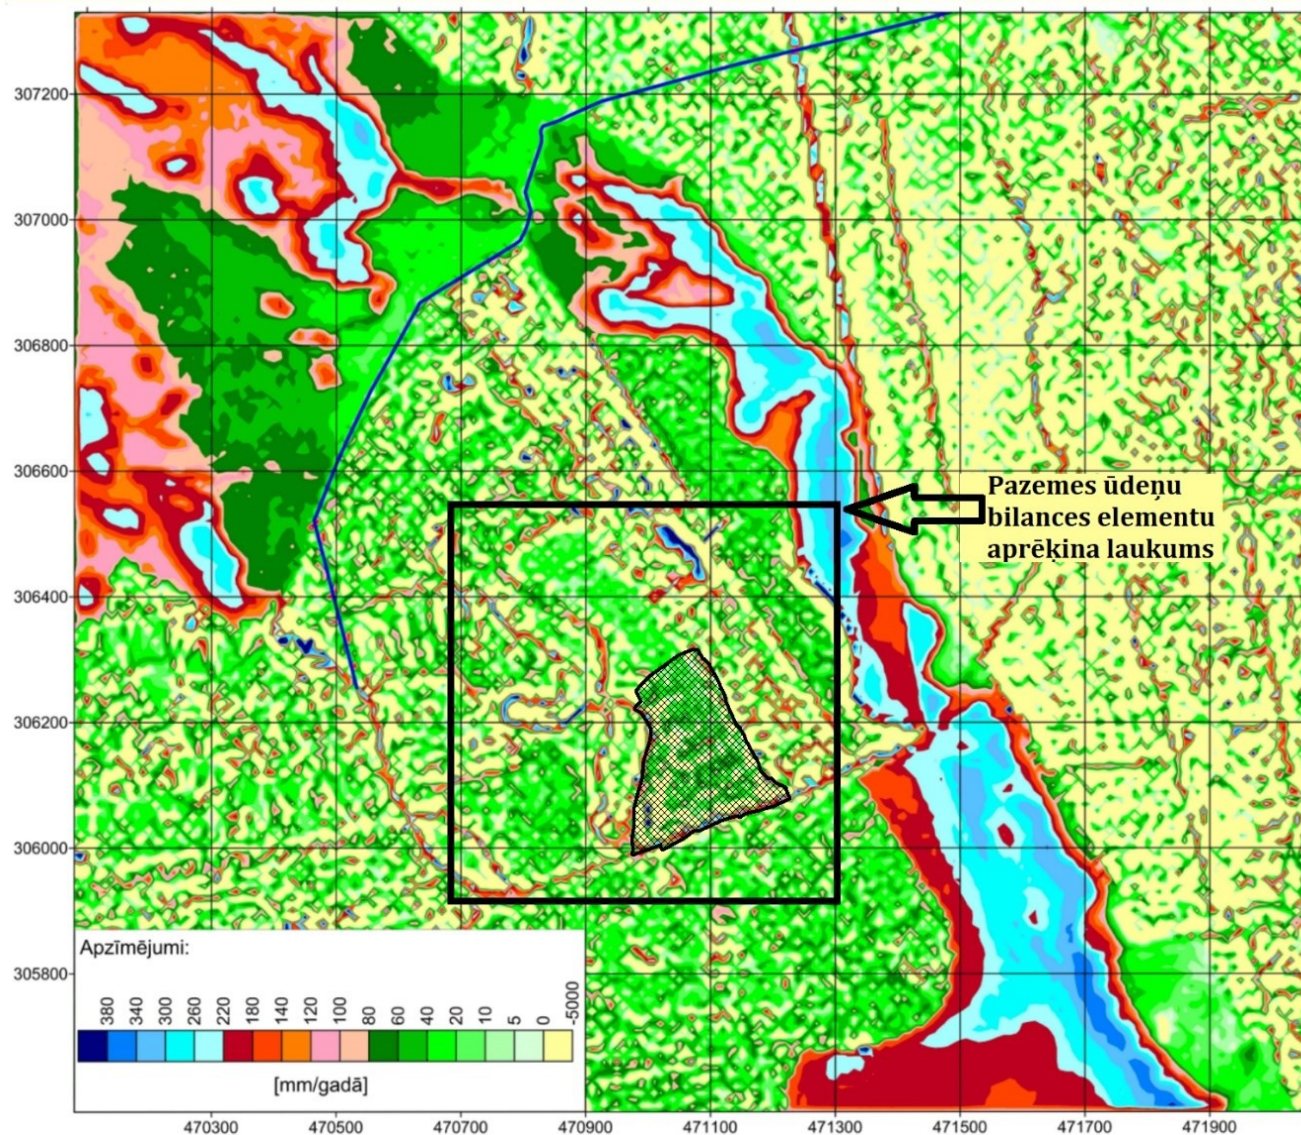 307200
307000
306800
306600
306400
306200
306000
305800
Pazemes ūdeņu
bilances elementu
aprēķina laukums
Apzīmējumi:
380 340 300 260 220 180 140 120 100 80 60 40 20 10 5 0 -5000
[mm/gadā]
470300 470500 470700 470900 471100 471300 471500 471700 471900